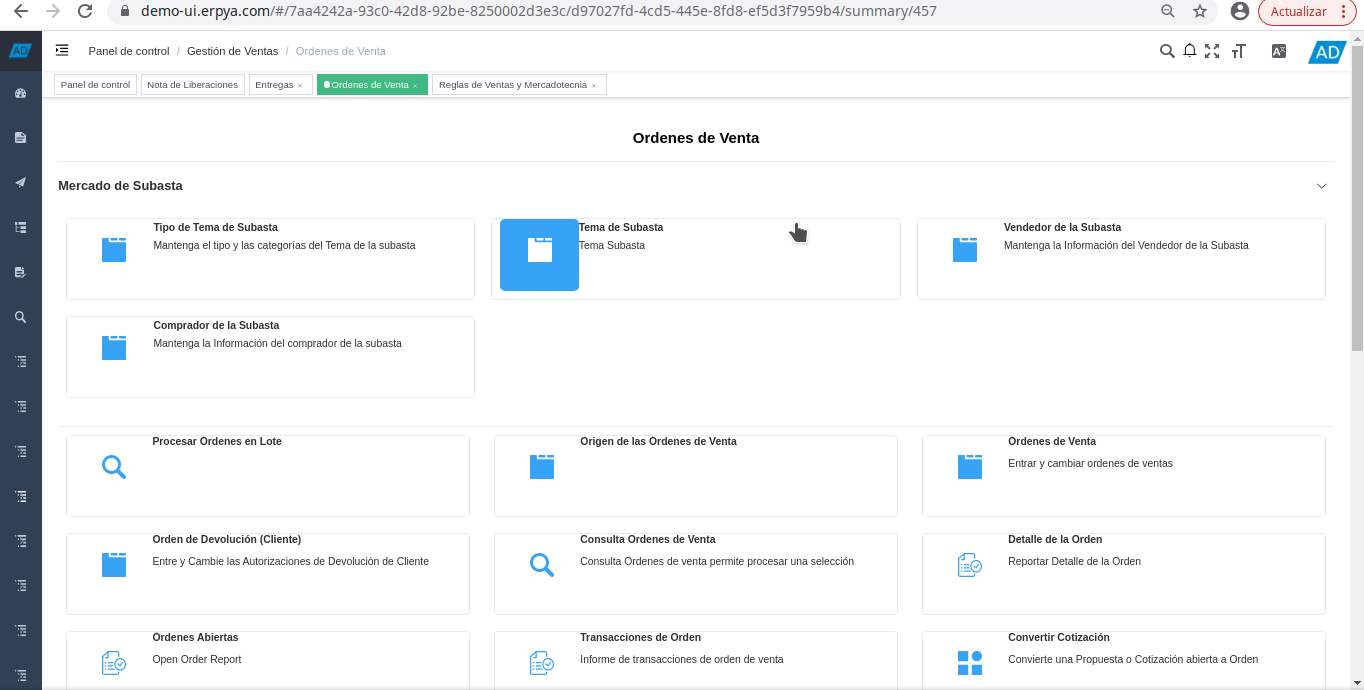 demo-ui.erpya.com/#/7aa4242a-93c0-42d8-92be-8250002d3e3c/d97027fd-4cd5-445e-8fd8-ef5d3f7959b4/summary/457
Actualizar
AD
Panel de control / Gestión de Ventas / Ordenes de Venta
AD
Panel de control
Nota de Liberaciones
Entregas ×
Ordenes de Venta ×
Reglas de Ventas y Mercadotecnia ×
Ordenes de Venta
Mercado de Subasta
Tipo de Tema de Subasta
Mantenga el tipo y las categorías del Tema de la subasta
Tema de Subasta
Tema Subasta
Vendedor de la Subasta
Mantenga la Información del Vendedor de la Subasta
Comprador de la Subasta
Mantenga la Información del comprador de la subasta
Procesar Ordenes en Lote
Origen de las Ordenes de Venta
Ordenes de Venta
Entrar y cambiar ordenes de ventas
Orden de Devolución (Cliente)
Entre y Cambie las Autorizaciones de Devolución de Cliente
Consulta Ordenes de Venta
Consulta Ordenes de venta permite procesar una selección
Detalle de la Orden
Reportar Detalle de la Orden
Ordenes Abiertas
Open Order Report
Transacciones de Orden
Informe de transacciones de orden de venta
Convertir Cotización
Convierte una Propuesta o Cotización abierta a Orden